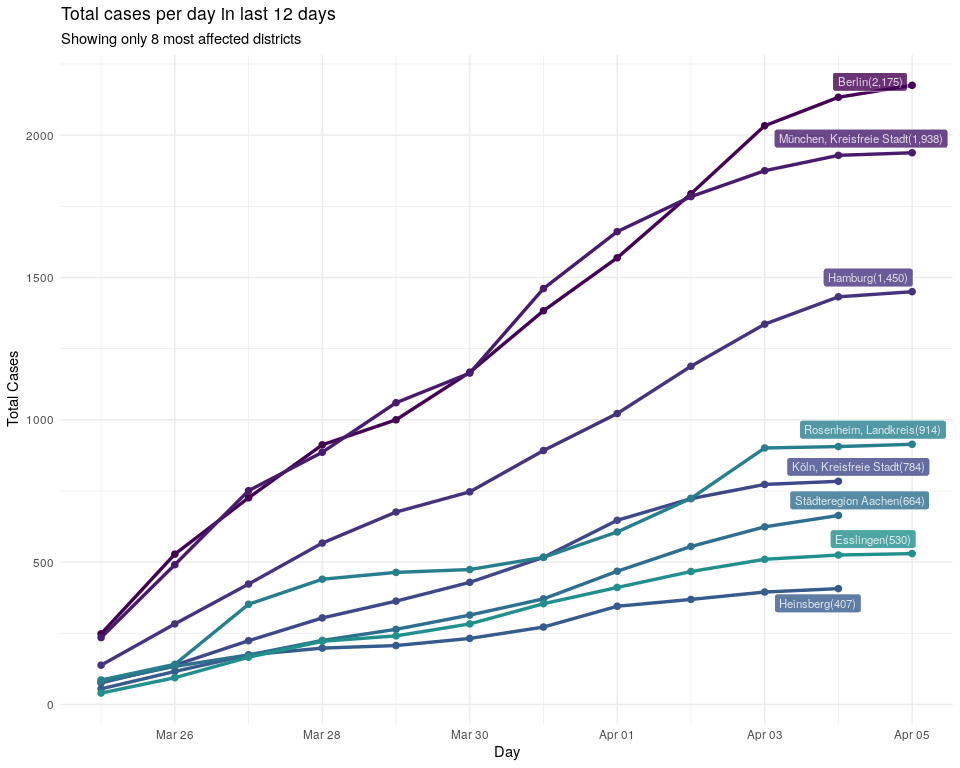 Total cases per day in last 12 days
Showing only 8 most affected districts
Total Cases
2000
1500
1000
500
0
Berlin(2,175)
München, Kreisfreie Stadt(1,938)
Hamburg(1,450)
Rosenheim, Landkreis(914)
Köln, Kreisfreie Stadt(784)
Städteregion Aachen(664)
Esslingen(530)
Heinsberg(407)
Mar 26
Mar 28
Mar 30
Apr 01
Apr 03
Apr 05
Day